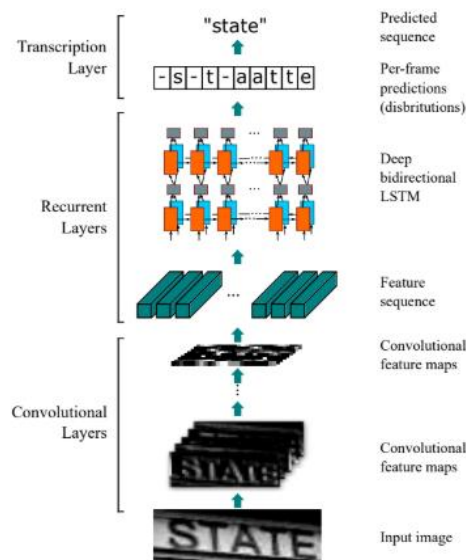 "state"
Predicted sequence
Transcription Layer
-s-t-aatte
Per-frame predictions (disbritutions)
Recurrent Layers
Deep bidirectional LSTM
Feature sequence
Convolutional Layers
Convolutional feature maps
STATE
Convolutional feature maps
STATE
Input image